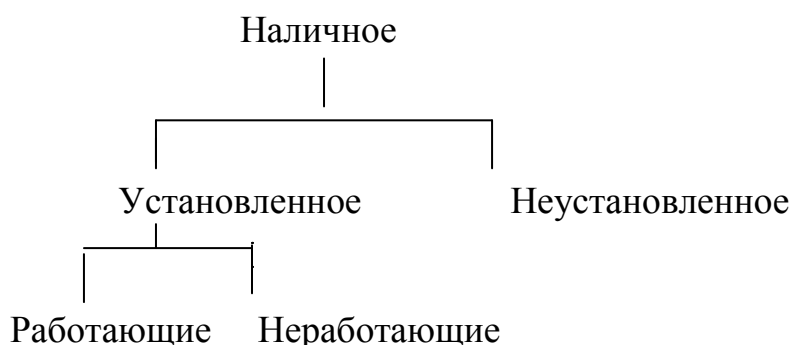 Наличное
Установленное Неустановленное
Работающие Неработающие